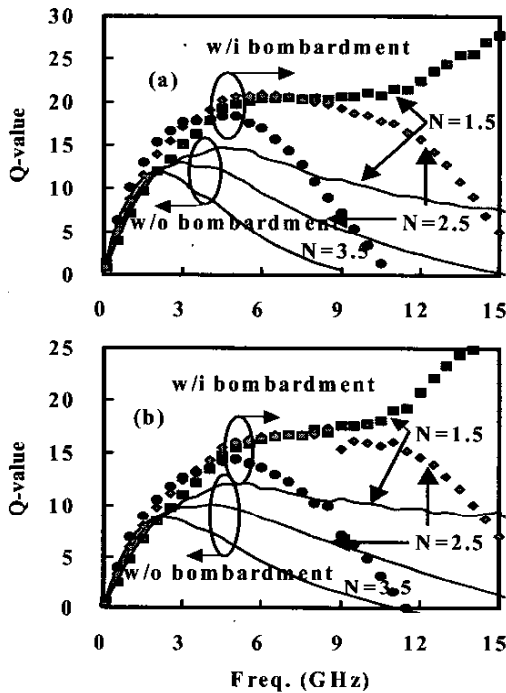 30
w/i bombardment
25
(a)
20
N=1.5
15
Q-value
10
w/o bombardment
N=2.5
5
N=3.5
0
0 3 6 9 12 15
25
w/i bombardment
20
(b)
N=1.5
15
Q-value
10
N=2.5
5
w/o bombardment
N=3.5
0
0 3 6 9 12 15
Freq. (GHz)